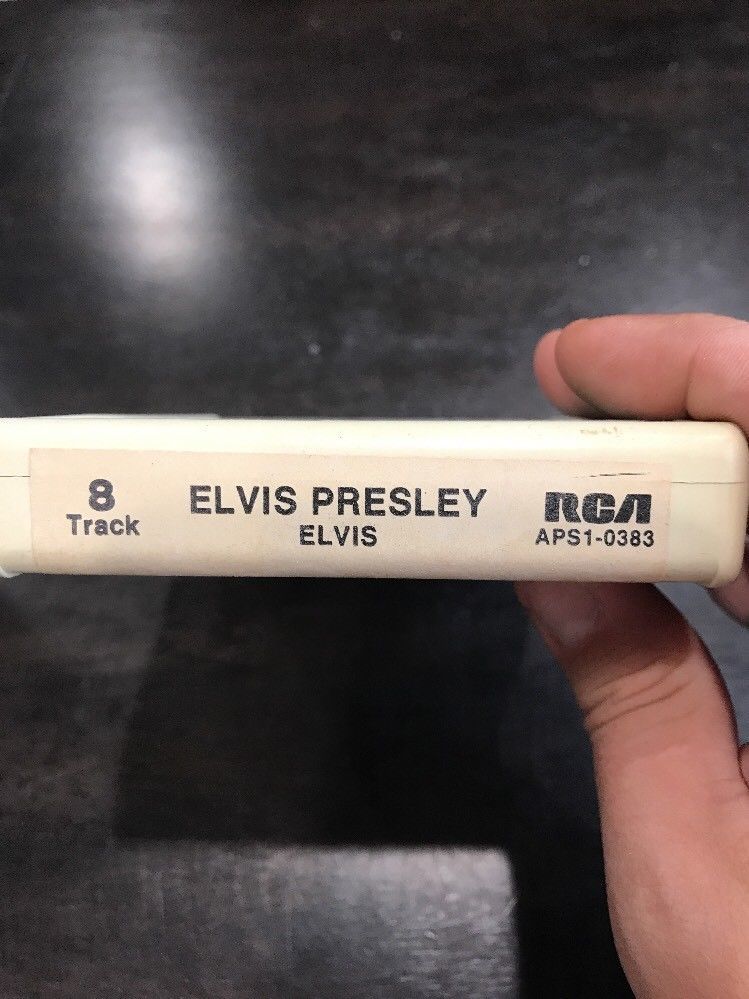 8
Track
ELVIS PRESLEY
ELVIS
RCA
APS1-0383